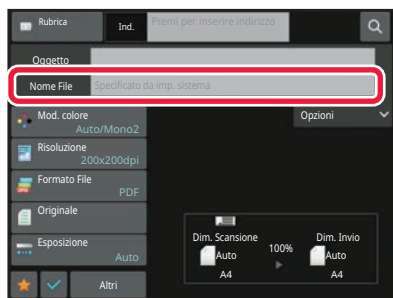 Rubrica
Ind.
Premi per inserire indirizzo
Oggetto
Nome File
Specificato da imp. sistema
Mod. colore
Auto/Mono2
Opzioni
Risoluzione
200x200dpi
Formato File
PDF
Originale
Esposizione
Auto
Dim. Scansione
100%
Dim. Invio
Auto
Auto
A4
A4
Altri